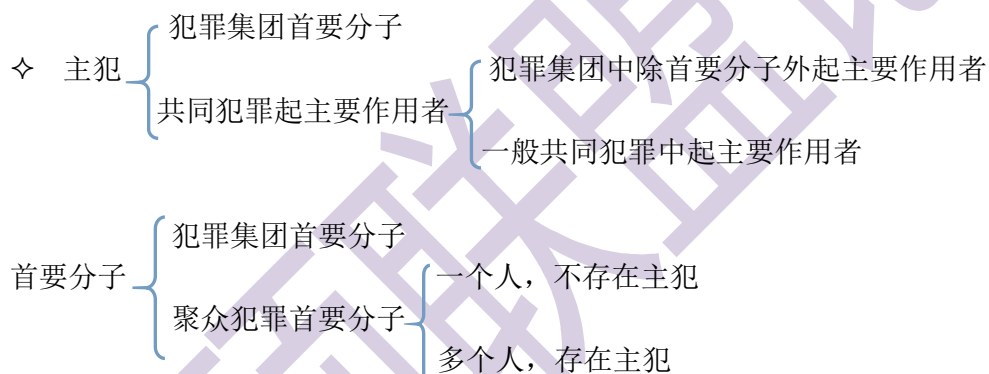 犯罪集团首要分子
✧ 主犯
犯罪集团中除首要分子外起主要作用者
共同犯罪起主要作用者
一般共同犯罪中起主要作用者
犯罪集团首要分子
首要分子
一个人，不存在主犯
聚众犯罪首要分子
多个人，存在主犯
联盟